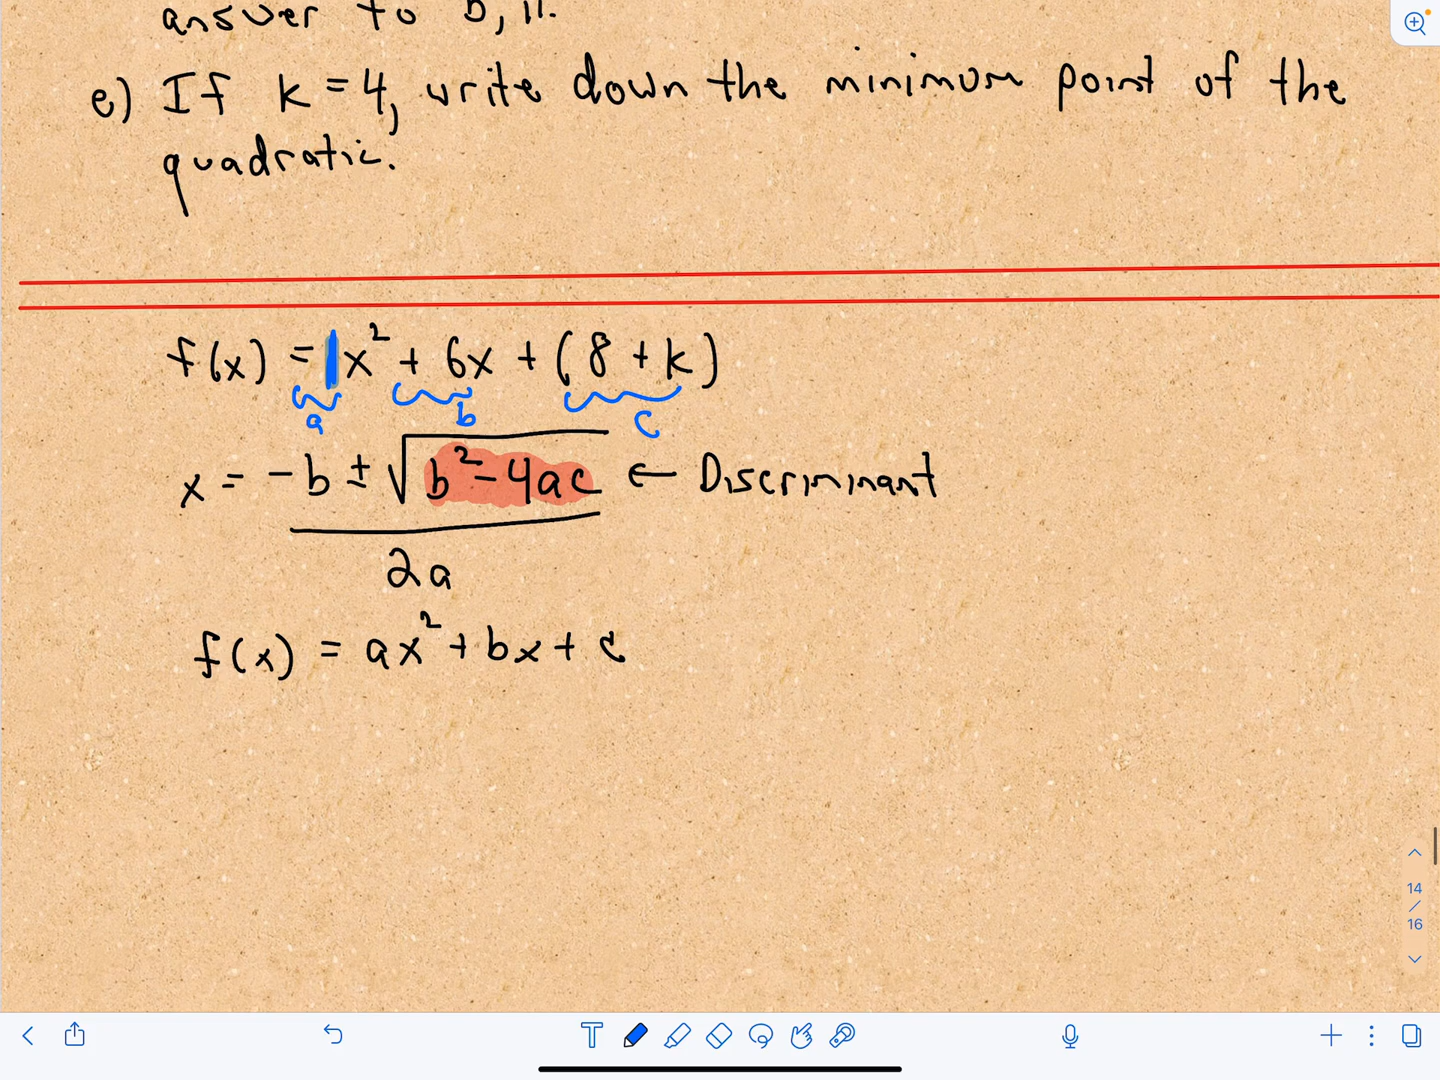 answer to b, ii.
e) If k = 4, write down the minimum point of the
quadratic.
f(x) = 1x² + 6x + (8 + k)
a b c
x = -b ± √b² - 4ac ← Discriminant
2a
f(x) = ax² + bx + c
14
/
16
T